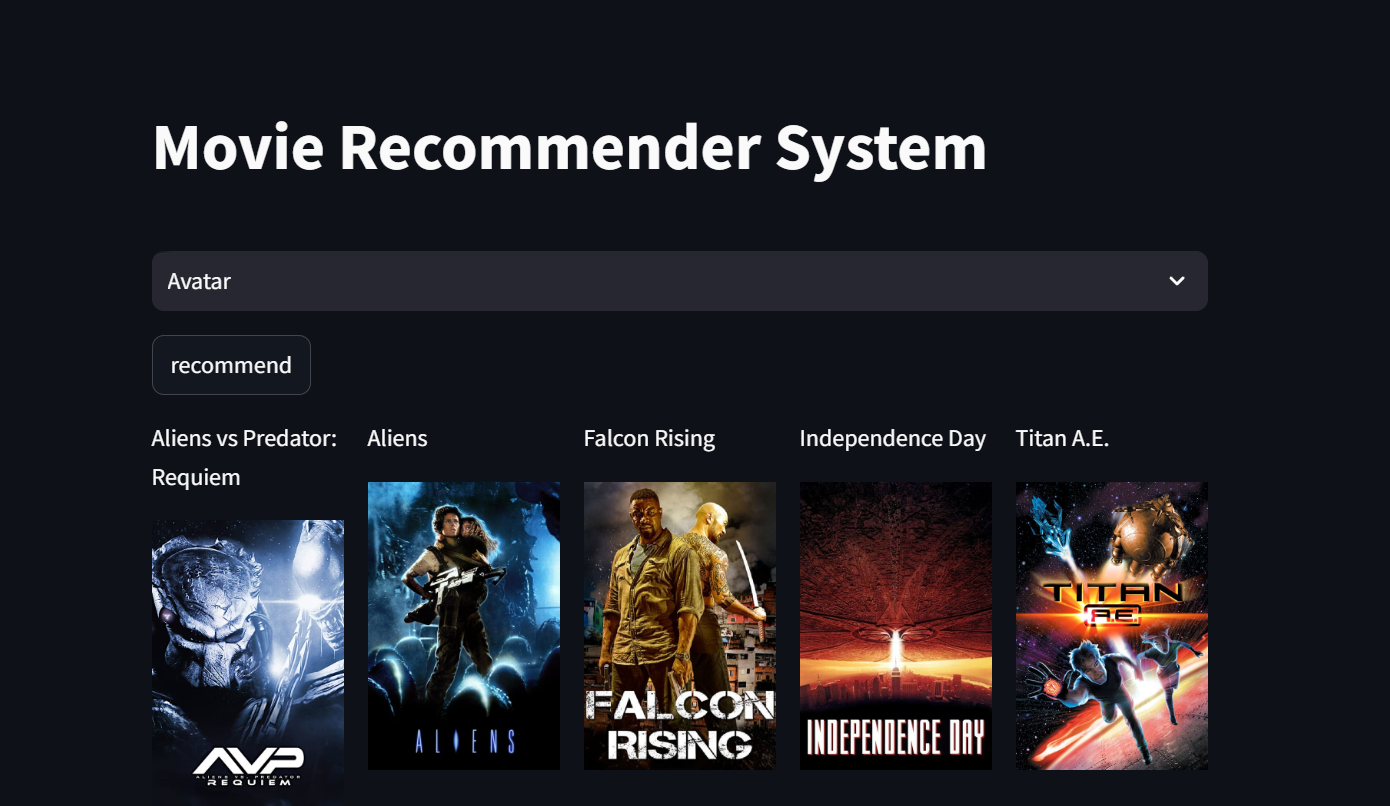 Movie Recommender System
Avatar
recommend
Aliens vs Predator:
Requiem
Aliens
Falcon Rising
Independence Day
Titan A.E.
AVP
ALIENS VS. PREDATOR
REQUIEM
ALIENS
FALCON
RISING
INDEPENDENCE DAY
TITAN
A.E.